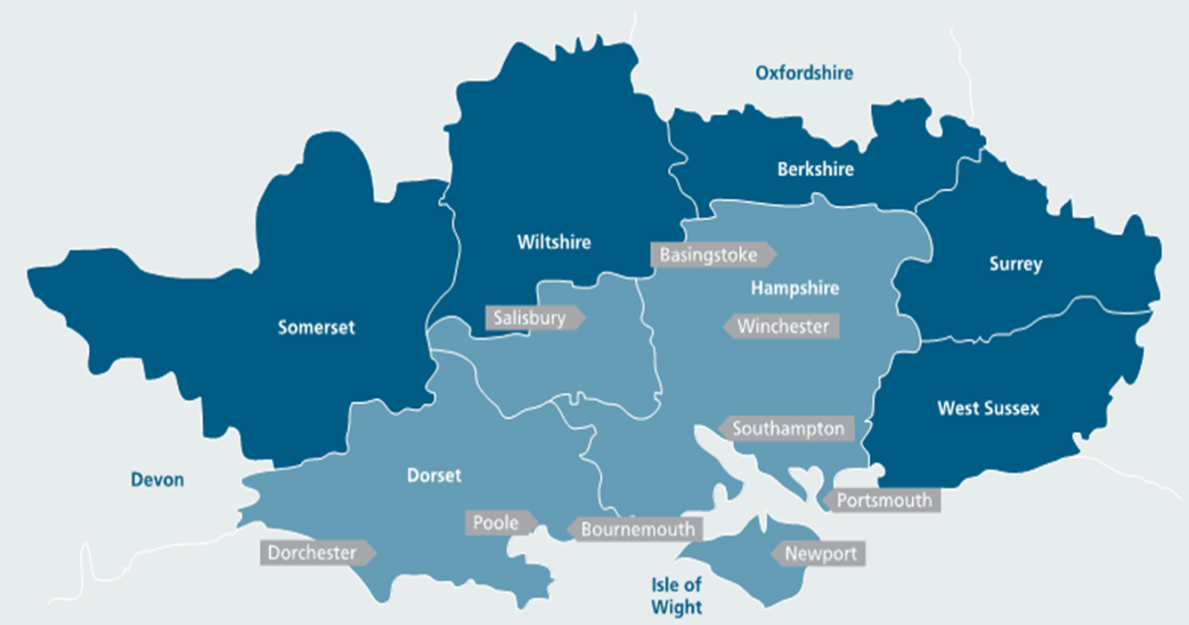 Oxfordshire
Berkshire
Wiltshire
Basingstoke
Surrey
Hampshire
Salisbury
Winchester
Somerset
West Sussex
Southampton
Dorset
Devon
Portsmouth
Poole
Bournemouth
Dorchester
Newport
Isle of
Wight